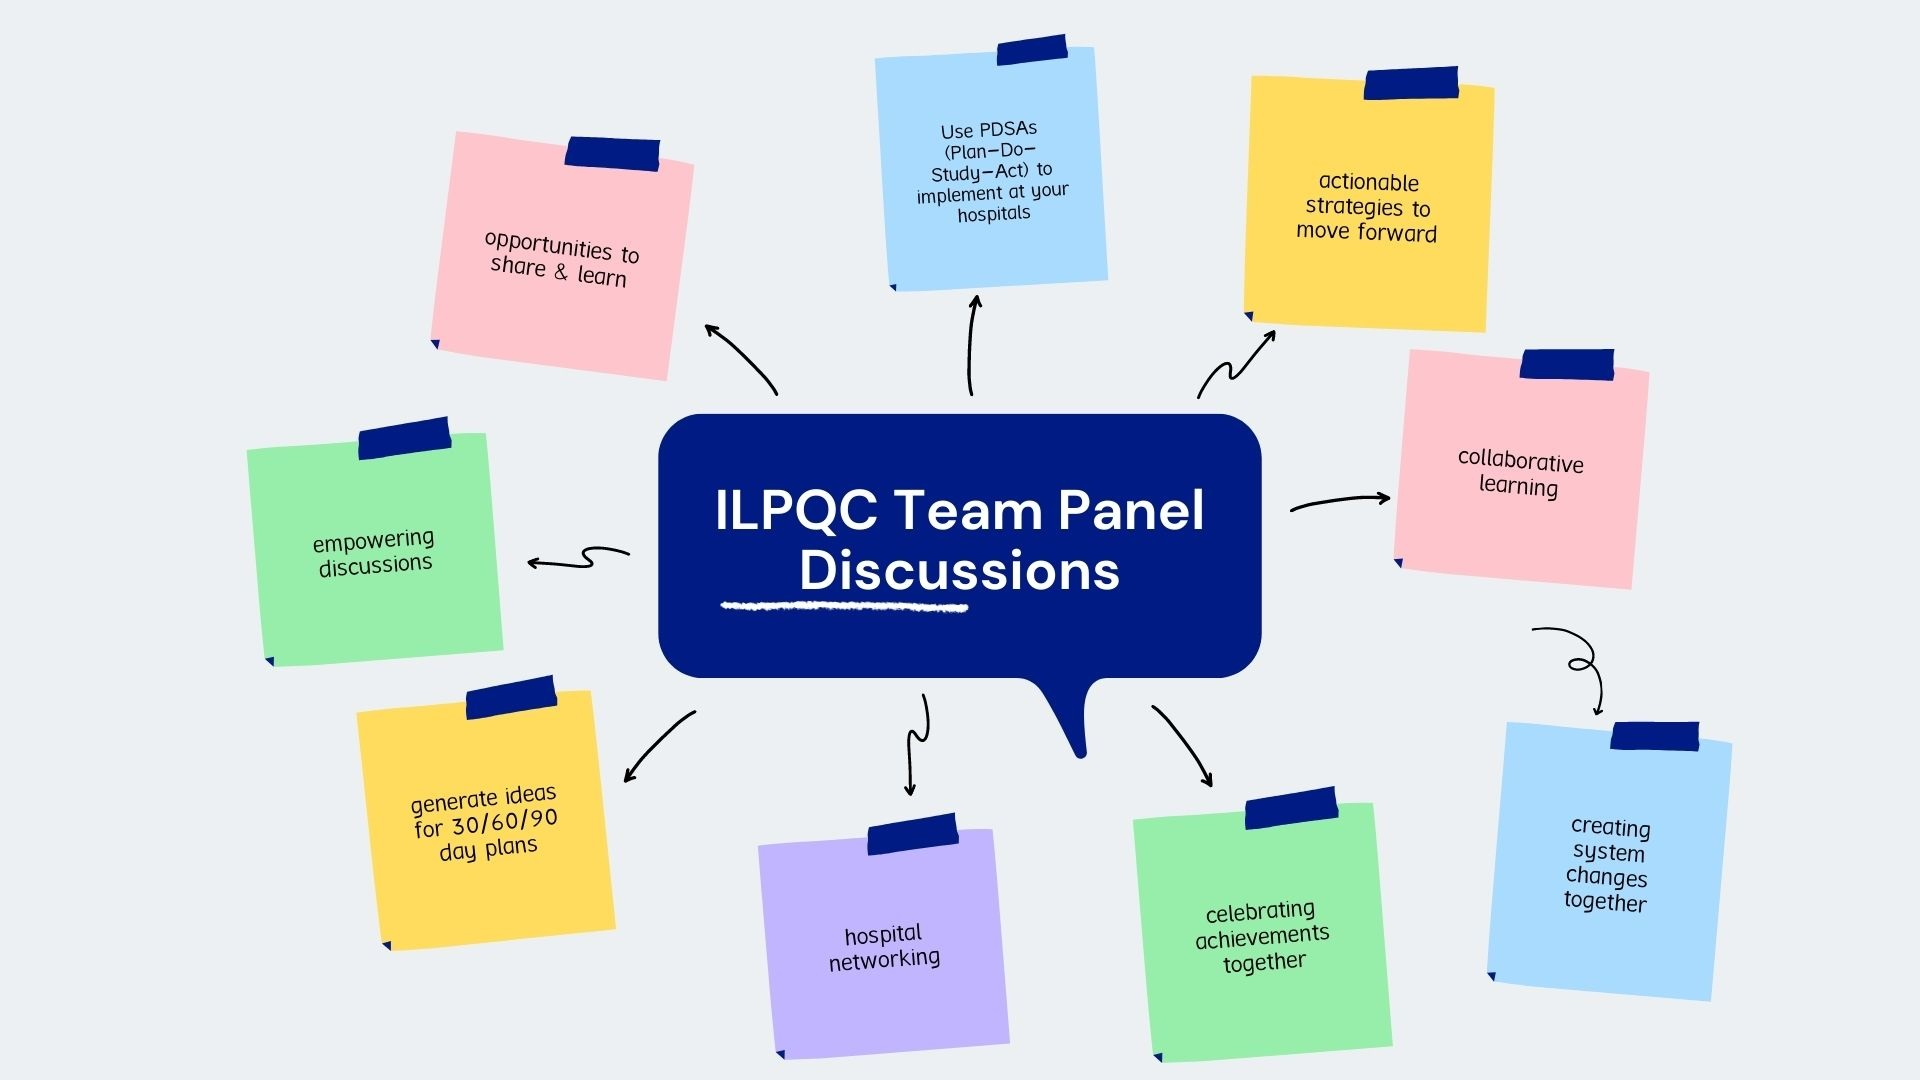 Use PDSAs
(Plan-Do-
Study-Act) to
implement at your
hospitals
actionable
strategies to
move forward
opportunities to
share & learn
collaborative
learning
ILPQC Team Panel
Discussions
empowering
discussions
generate ideas
for 30/60/90
day plans
creating
system
changes
together
hospital
networking
celebrating
achievements
together